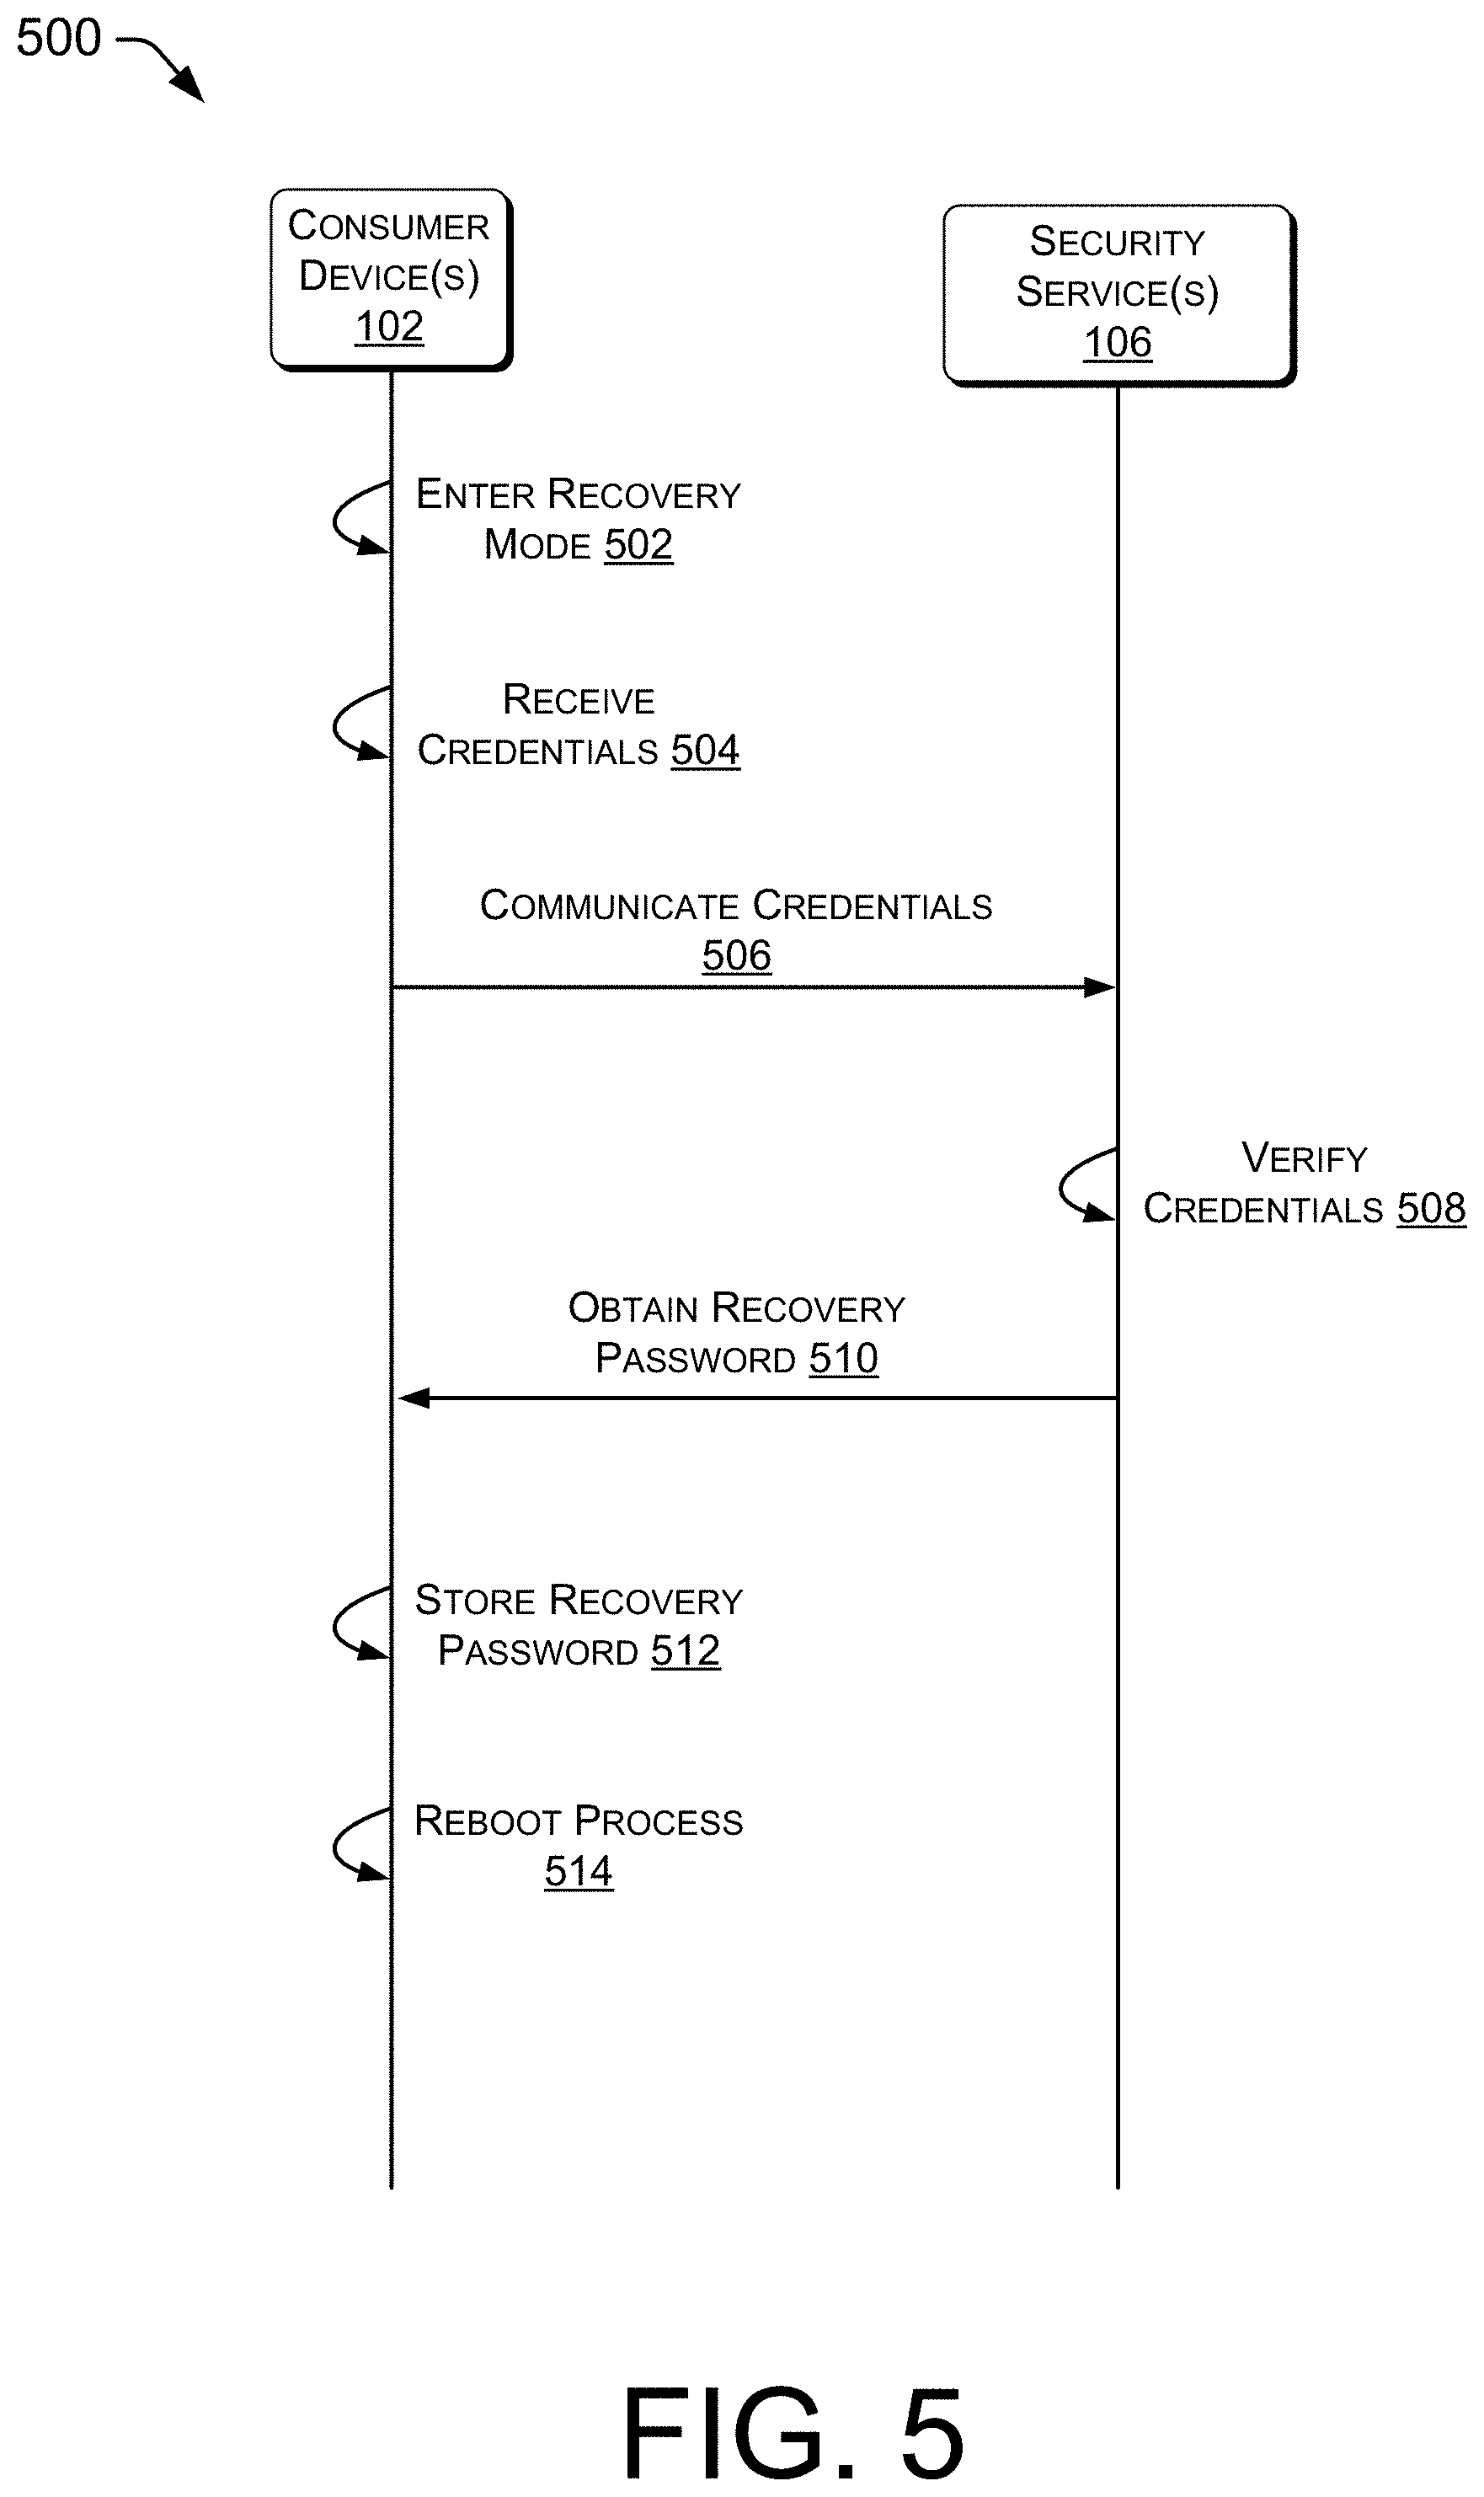 500
CONSUMER
DEVICE(S)
102
SECURITY
SERVICE(S)
106
ENTER RECOVERY
MODE 502
RECEIVE
CREDENTIALS 504
COMMUNICATE CREDENTIALS
506
VERIFY
CREDENTIALS 508
OBTAIN RECOVERY
PASSWORD 510
STORE RECOVERY
PASSWORD 512
REBOOT PROCESS
514
FIG. 5